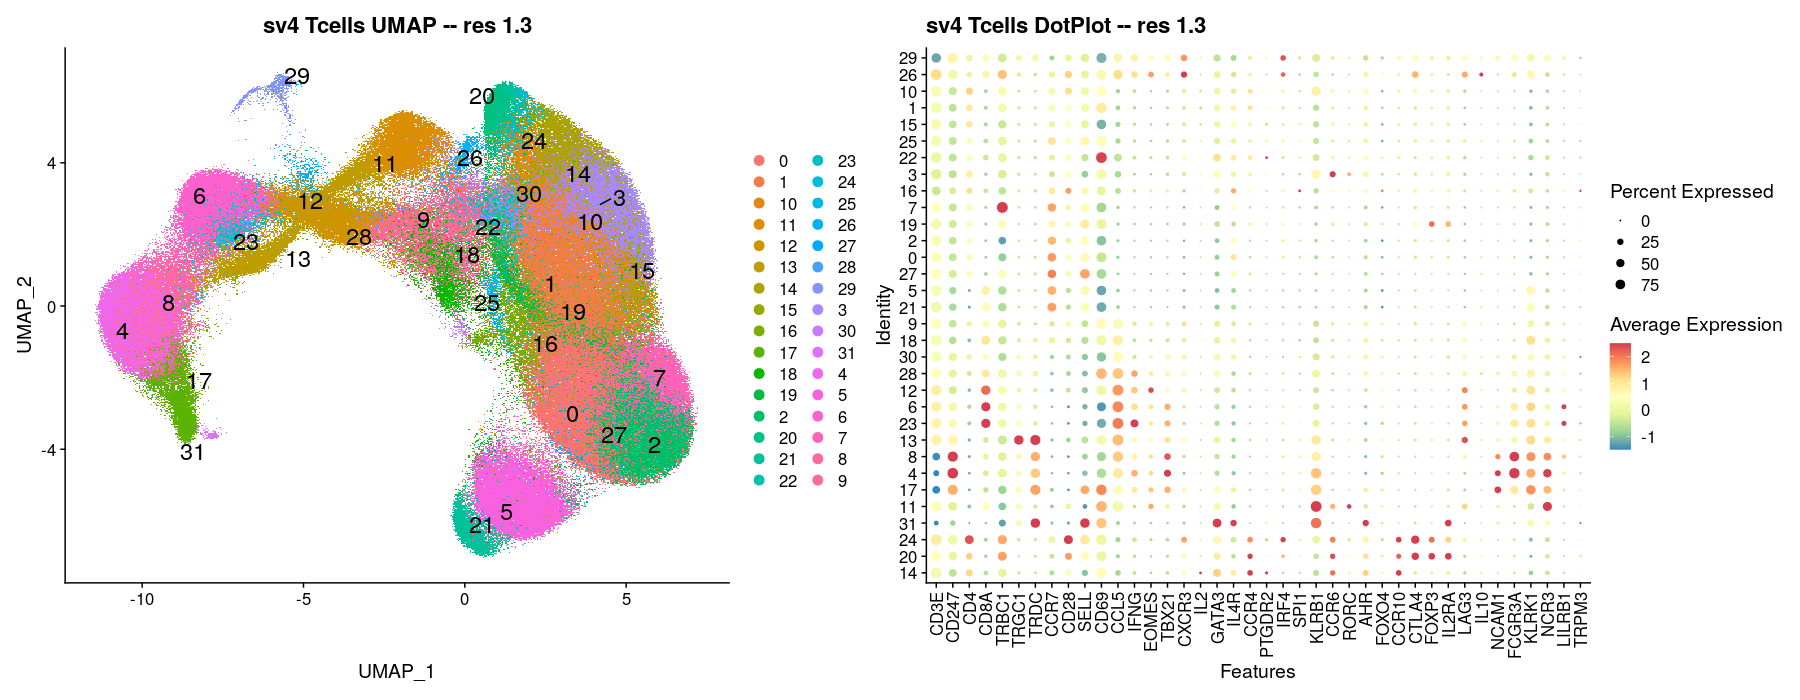 sv4 Tcells UMAP -- res 1.3
29
20
24
11
26
14
6
12
30
3
9
10
22
23
28
18
13
15
1
8
25
19
4
16
17
7
0
27
2
31
5
21
4
0
-4
-10
-5
0
5
UMAP_2
UMAP_1
0
1
10
11
12
13
14
15
16
17
18
19
2
20
21
22
23
24
25
26
27
28
29
3
30
31
4
5
6
7
8
9
sv4 Tcells DotPlot -- res 1.3
Identity
29
26
10
1
15
25
22
3
16
7
19
2
0
27
5
21
9
18
30
28
12
6
23
13
8
4
17
11
31
24
20
14
CD3E
CD247
CD4
CD8A
TRBC1
TRGC1
TRDC
CCR7
CD28
SELL
CD69
CCL5
IFNG
EOMES
TBX21
CXCR3
IL2
GATA3
IL4R
CCR4
PTGDR2
IRF4
SPI1
KLRB1
CCR6
RORC
AHR
FOXO4
CCR10
CTLA4
FOXP3
IL2RA
LAG3
IL10
NCAM1
FCGR3A
KLRK1
NCR3
LILRB1
TRPM3
Features
Percent Expressed
0
25
50
75
Average Expression
2
1
0
-1